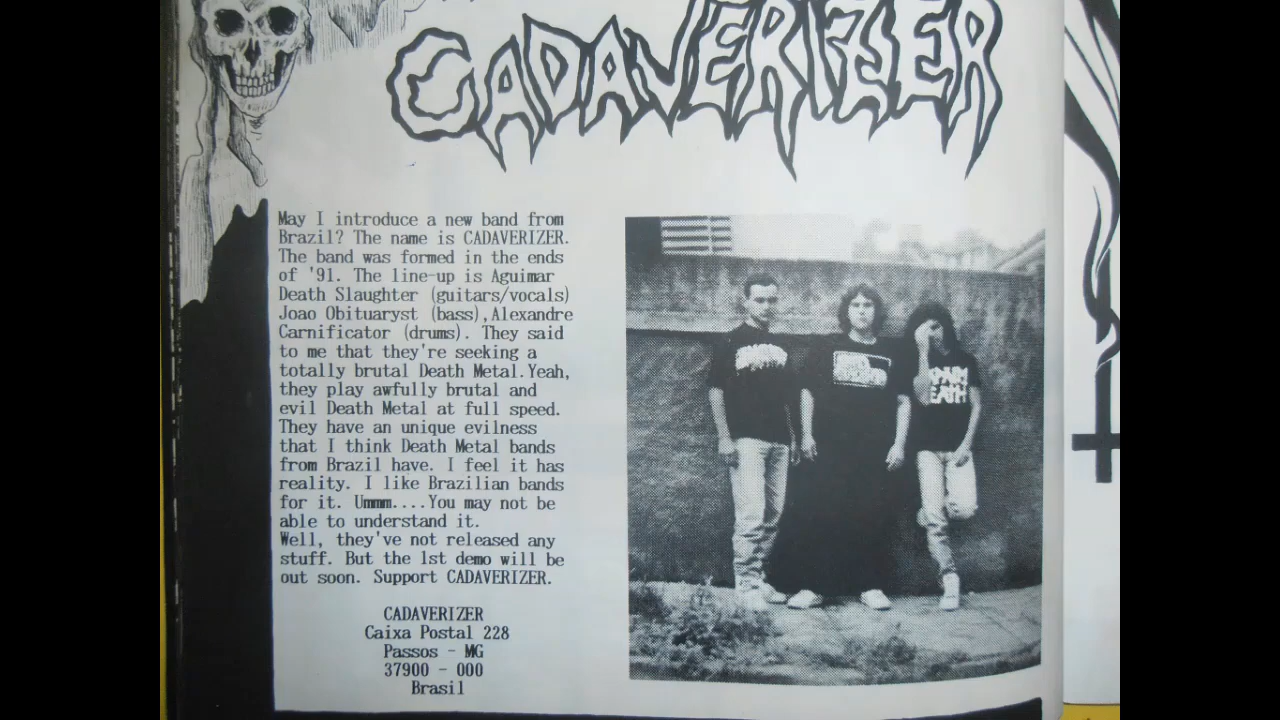 CADAVERIZER
May I introduce a new band from
Brazil? The name is CADAVERIZER.
The band was formed in the ends
of '91. The line-up is Aguimar
Death Slaughter (guitars/vocals)
Joao Obituaryst (bass),Alexandre
Carnificator (drums). They said
to me that they're seeking a
totally brutal Death Metal.Yeah,
they play awfully brutal and
evil Death Metal at full speed.
They have an unique evilness
that I think Death Metal bands
from Brazil have. I feel it has
reality. I like Brazilian bands
for it. Ummm....You may not be
able to understand it.
Well, they've not released any
stuff. But the 1st demo will be
out soon. Support CADAVERIZER.
CADAVERIZER
Caixa Postal 228
Passos - MG
37900 - 000
Brasil